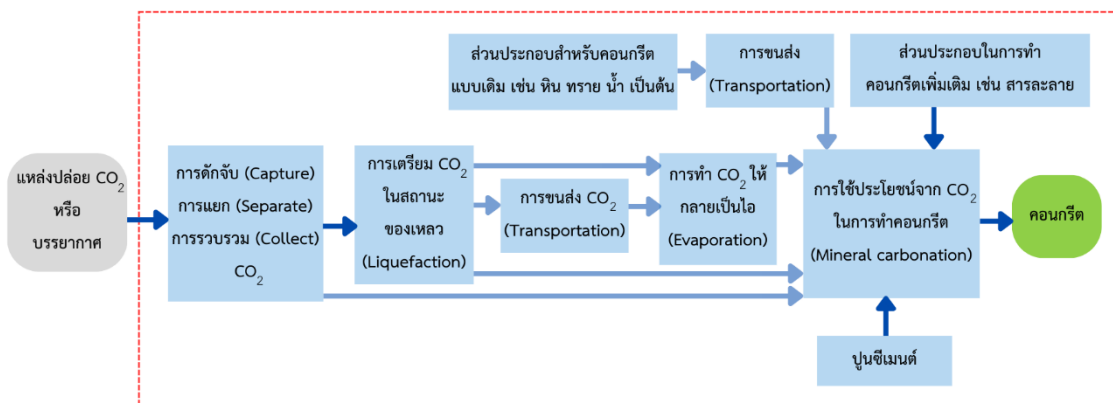 ส่วนประกอบสำหรับคอนกรีต
แบบเดิม เช่น หิน ทราย น้ำ เป็นต้น
การขนส่ง
(Transportation)
ส่วนประกอบในการทำ
คอนกรีตเพิ่มเติม เช่น สารละลาย
แหล่งปล่อย CO₂
หรือ
บรรยากาศ
การดักจับ (Capture)
การแยก (Separate)
การรวบรวม (Collect)
CO₂
การเตรียม CO₂
ในสถานะ
ของเหลว
(Liquefaction)
การขนส่ง CO₂
(Transportation)
การทำ CO₂ ให้
กลายเป็นไอ
(Evaporation)
การใช้ประโยชน์จาก CO₂
ในการทำคอนกรีต
(Mineral carbonation)
คอนกรีต
ปูนซีเมนต์